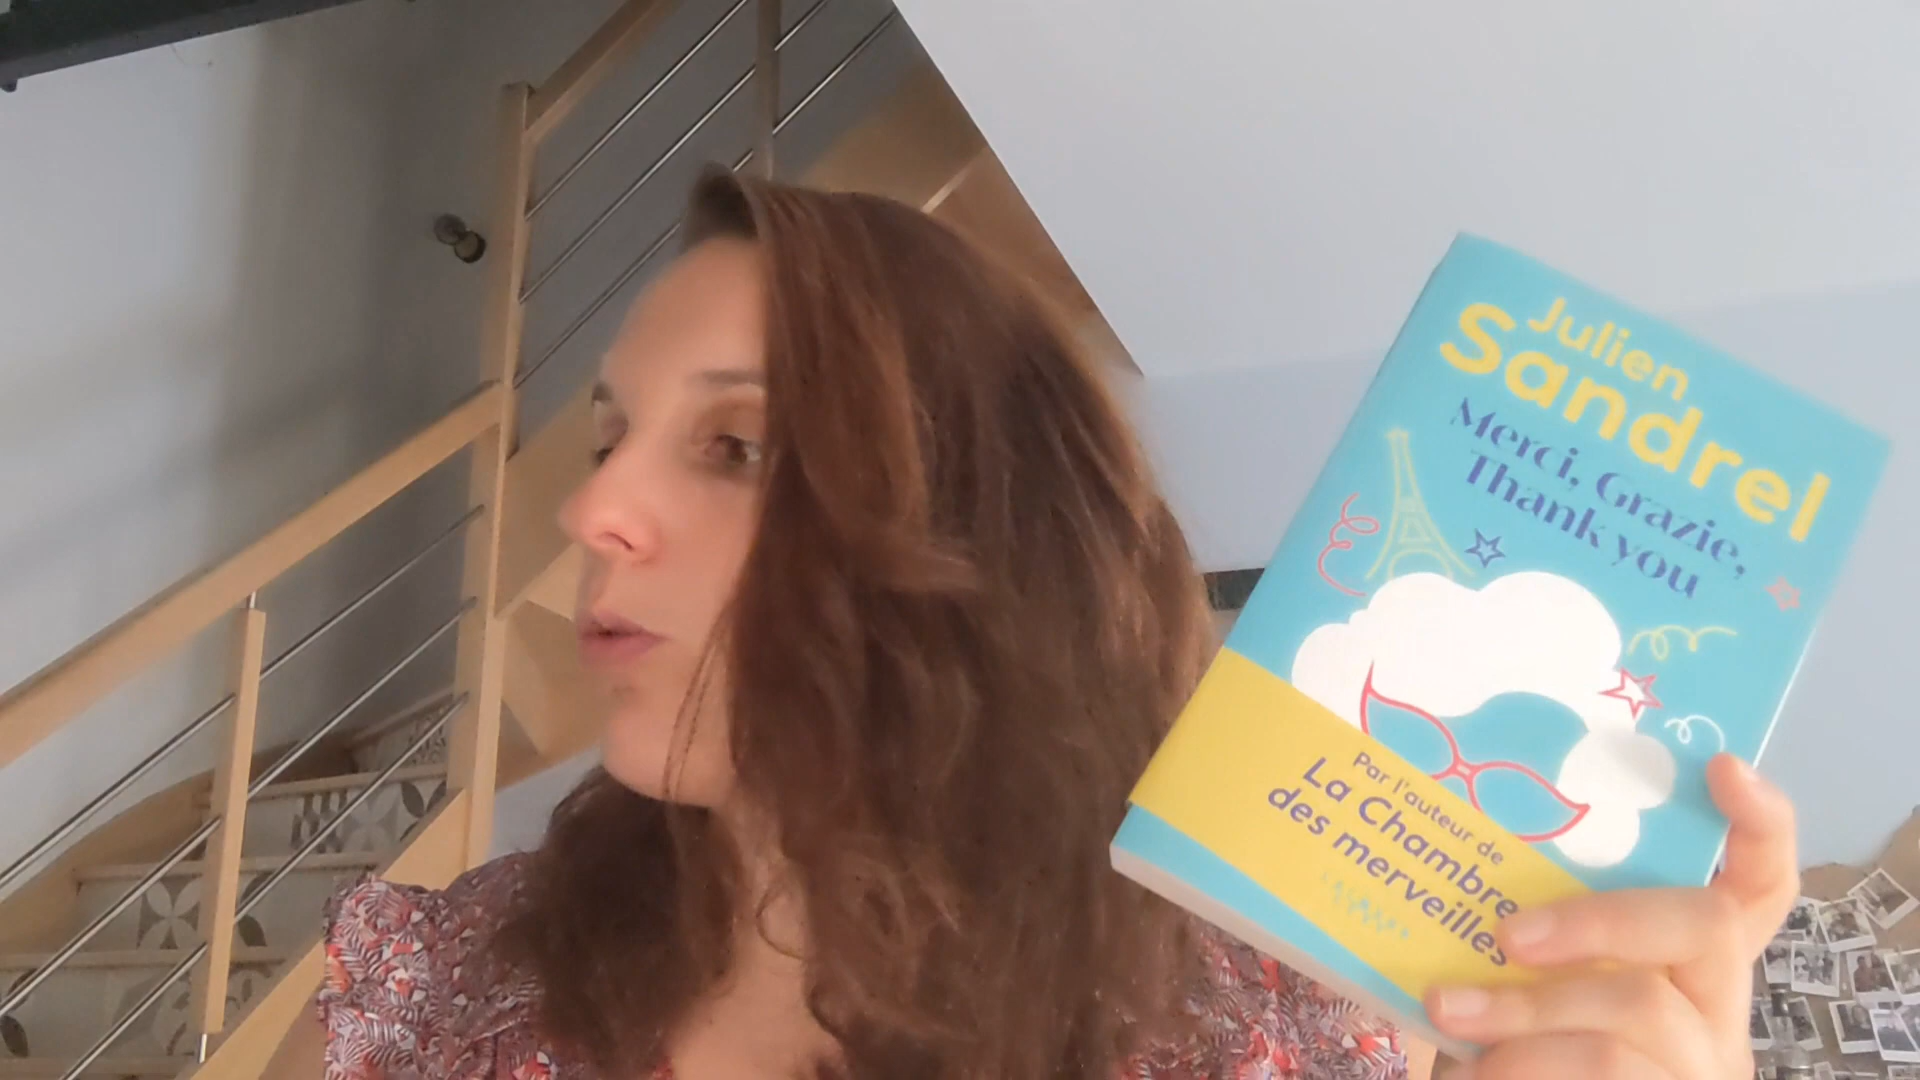 Julien
Sandrel
Merci, Grazie,
Thank you
Par l'auteur de
La Chambre
des merveilles